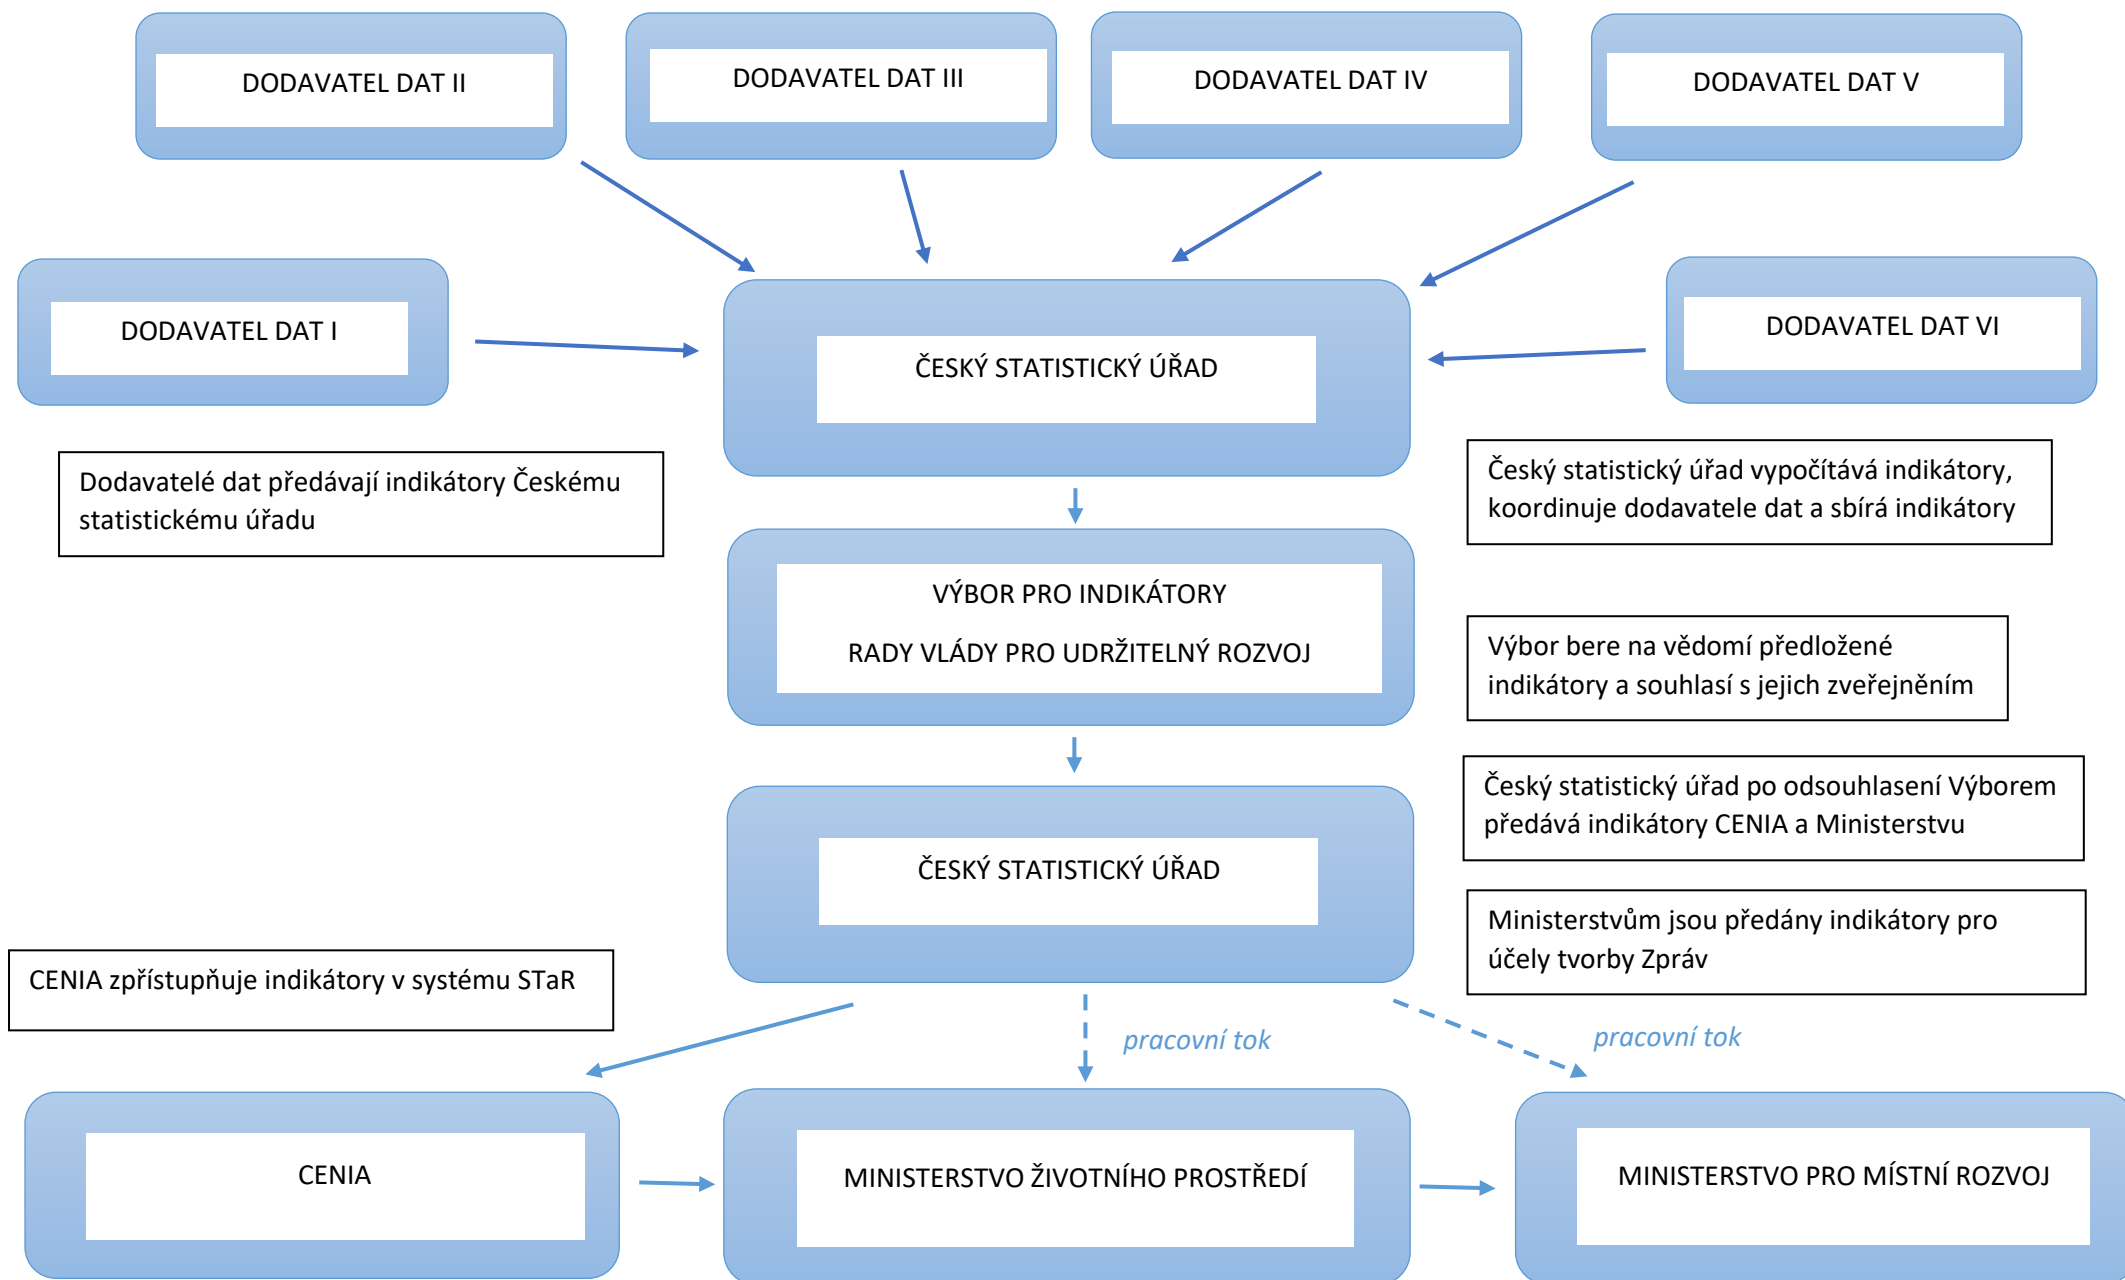 DODAVATEL DAT II
DODAVATEL DAT III
DODAVATEL DAT IV
DODAVATEL DAT V
DODAVATEL DAT I
ČESKÝ STATISTICKÝ ÚŘAD
DODAVATEL DAT VI
Dodavatelé dat předávají indikátory Českému
statistickému úřadu
Český statistický úřad vypočítává indikátory,
koordinuje dodavatele dat a sbírá indikátory
VÝBOR PRO INDIKÁTORY
RADY VLÁDY PRO UDRŽITELNÝ ROZVOJ
Výbor bere na vědomí předložené
indikátory a souhlasí s jejich zveřejněním
Český statistický úřad po odsouhlasení Výborem
předává indikátory CENIA a Ministerstvu
ČESKÝ STATISTICKÝ ÚŘAD
Ministerstvům jsou předány indikátory pro
účely tvorby Zpráv
CENIA zpřístupňuje indikátory v systému STaR
pracovní tok
pracovní tok
CENIA
MINISTERSTVO ŽIVOTNÍHO PROSTŘEDÍ
MINISTERSTVO PRO MÍSTNÍ ROZVOJ